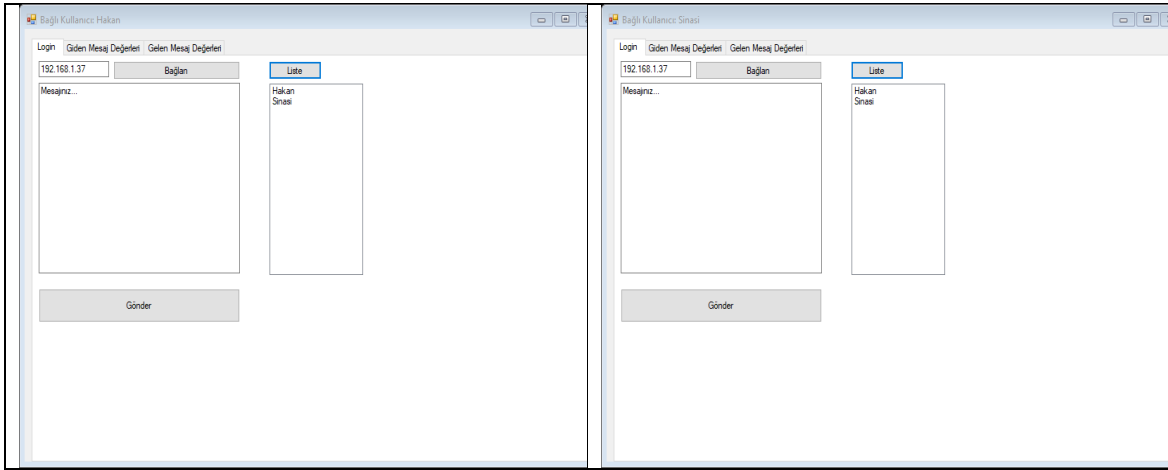 Bağlı Kullanıcı: Hakan
Login Giden Mesaj Değerleri Gelen Mesaj Değerleri
192.168.1.37 Bağlan Liste
Mesajınız...
Hakan
Sinasi
Gönder
Bağlı Kullanıcı: Sinasi
Login Giden Mesaj Değerleri Gelen Mesaj Değerleri
192.168.1.37 Bağlan Liste
Mesajınız...
Hakan
Sinasi
Gönder